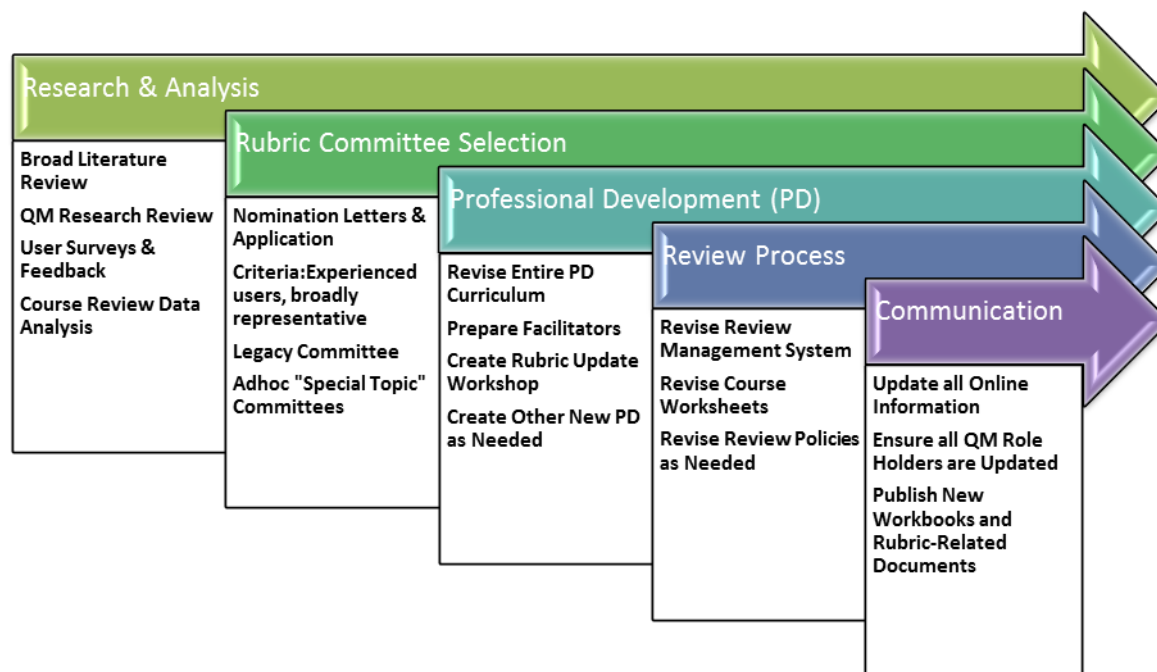 Research & Analysis
Broad Literature
Review
QM Research Review
User Surveys &
Feedback
Course Review Data
Analysis
Rubric Committee Selection
Nomination Letters &
Application
Criteria:Experienced
users, broadly
representative
Legacy Committee
Adhoc "Special Topic"
Committees
Professional Development (PD)
Revise Entire PD
Curriculum
Prepare Facilitators
Create Rubric Update
Workshop
Create Other New PD
as Needed
Review Process
Revise Review
Management System
Revise Course
Worksheets
Revise Review Policies
as Needed
Communication
Update all Online
Information
Ensure all QM Role
Holders are Updated
Publish New
Workbooks and
Rubric-Related
Documents